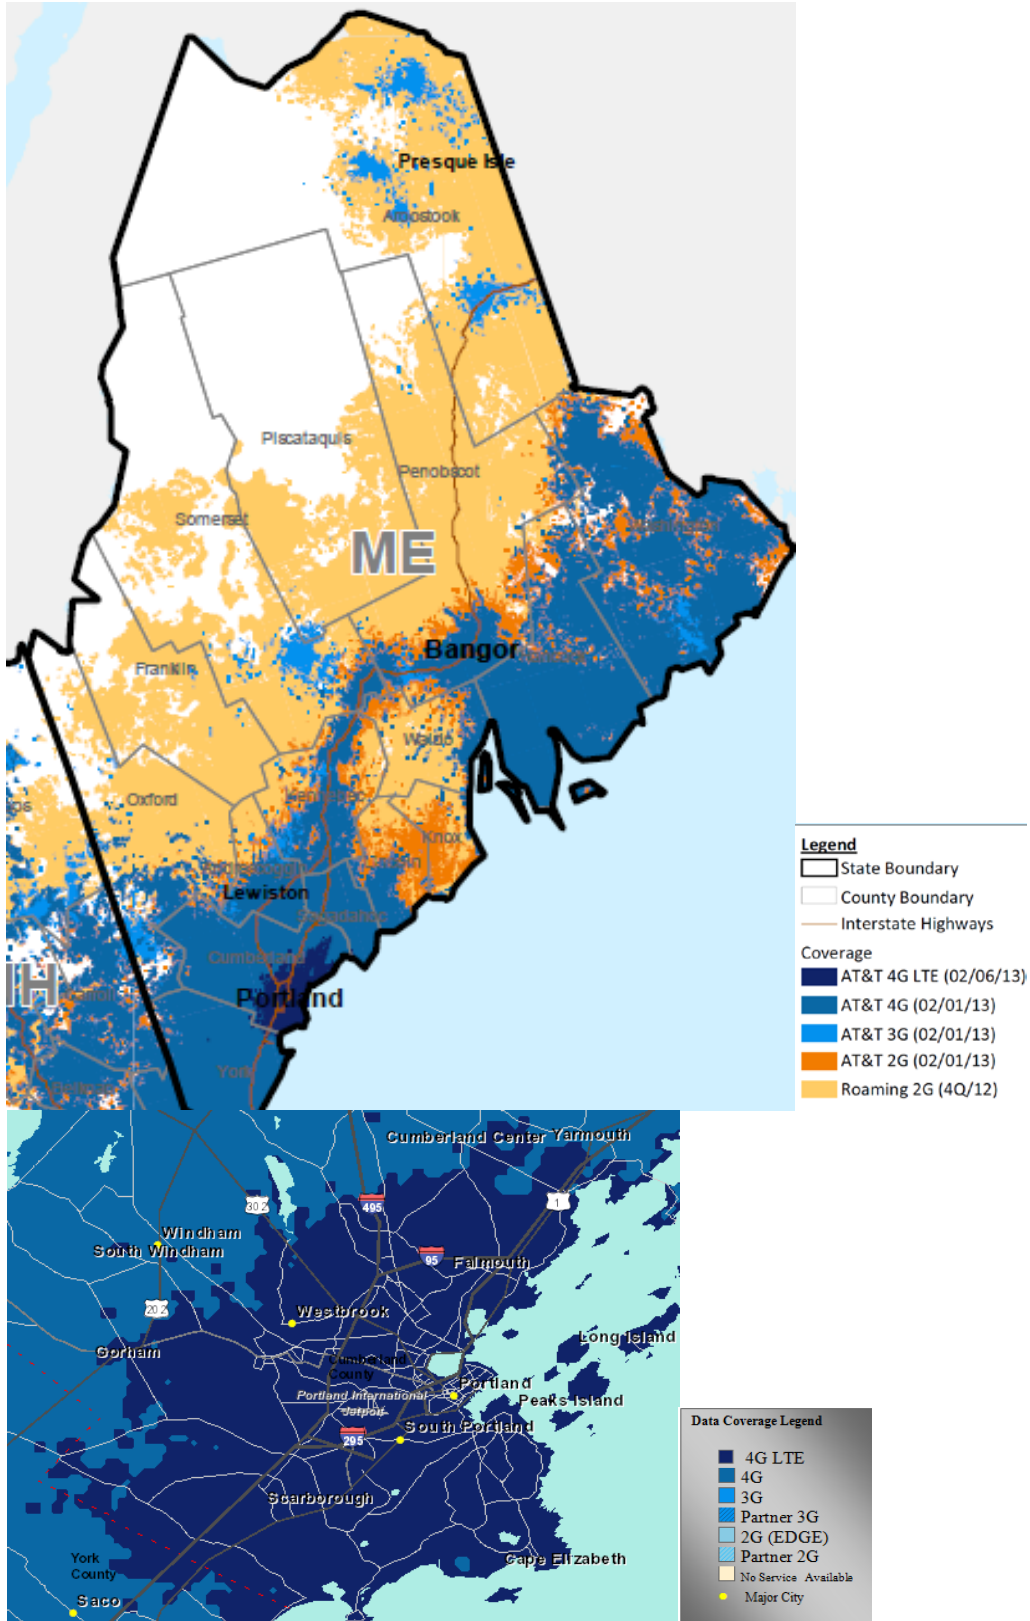 Presque Isle
Aroostook
Piscataquis
Penobscot
Somerset
ME
Washington
Bangor
Franklin
Waldo
Oxford
Kennebec
Knox
Lewiston
Sagadahoc
Cumberland
Portland
York
Legend
State Boundary
County Boundary
Interstate Highways
Coverage
AT&T 4G LTE (02/06/13)
AT&T 4G (02/01/13)
AT&T 3G (02/01/13)
AT&T 2G (02/01/13)
Roaming 2G (4Q/12)
Cumberland Center Yarmouth
302
495
1
Windham
South Windham
95
Falmouth
202
Westbrook
Long Island
Gorham
Cumberland
County
Portland
Portland International
Jetport
Peaks Island
South Portland
295
Scarborough
Cape Elizabeth
York
County
Saco
Data Coverage Legend
4G LTE
4G
3G
Partner 3G
2G (EDGE)
Partner 2G
No Service Available
Major City